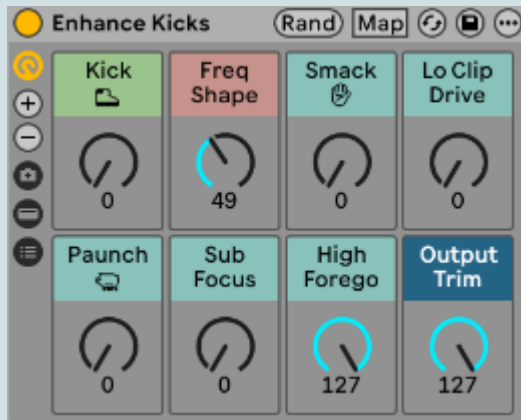 Enhance Kicks Rand Map
Kick Freq Shape Smack Lo Clip Drive
0 49 0 0
Paunch Sub Focus High Forego Output Trim
0 0 127 127